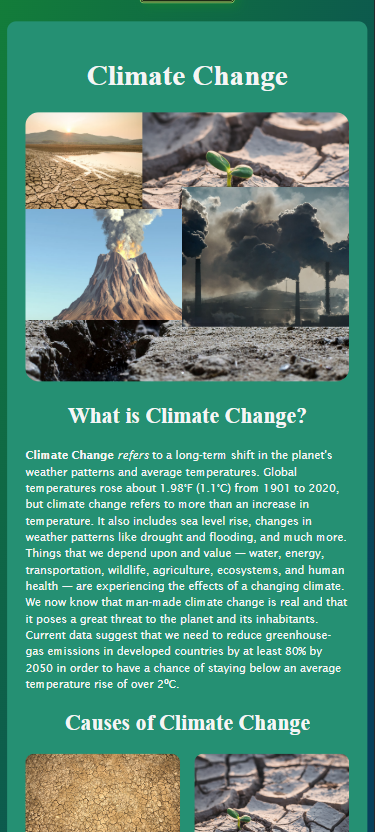 Climate Change
What is Climate Change?
Climate Change refers to a long-term shift in the planet's
weather patterns and average temperatures. Global
temperatures rose about 1.98°F (1.1°C) from 1901 to 2020,
but climate change refers to more than an increase in
temperature. It also includes sea level rise, changes in
weather patterns like drought and flooding, and much more.
Things that we depend upon and value — water, energy,
transportation, wildlife, agriculture, ecosystems, and human
health — are experiencing the effects of a changing climate.
We now know that man-made climate change is real and that
it poses a great threat to the planet and its inhabitants.
Current data suggest that we need to reduce greenhouse-
gas emissions in developed countries by at least 80% by
2050 in order to have a chance of staying below an average
temperature rise of over 2ºC.
Causes of Climate Change